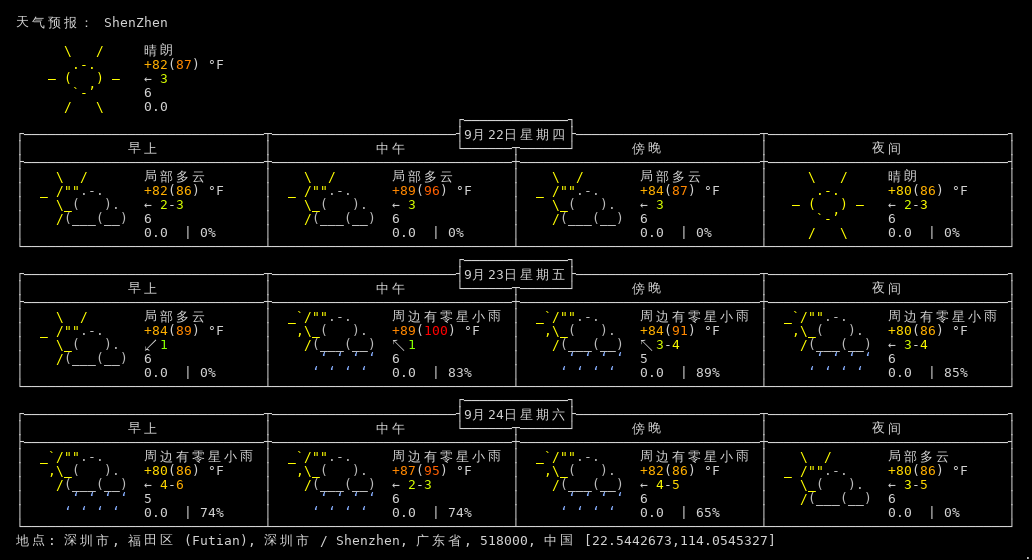 天气预报： ShenZhen
晴朗
+82(87) °F
← 3
6
0.0
9月22日星期四
早上 中午 傍晚 夜间
局部多云 局部多云 局部多云 晴朗
+82(86) °F +89(96) °F +84(87) °F +80(86) °F
← 2-3 ← 3 ← 3 ← 2-3
6 6 6 6
0.0 | 0% 0.0 | 0% 0.0 | 0% 0.0 | 0%
9月23日星期五
早上 中午 傍晚 夜间
局部多云 周边有零星小雨 周边有零星小雨 周边有零星小雨
+84(89) °F +89(100) °F +84(91) °F +80(86) °F
↙ 1 ↖ 1 ↖ 3-4 ← 3-4
6 6 5 6
0.0 | 0% 0.0 | 83% 0.0 | 89% 0.0 | 85%
9月24日星期六
早上 中午 傍晚 夜间
周边有零星小雨 周边有零星小雨 周边有零星小雨 局部多云
+80(86) °F +87(95) °F +82(86) °F +80(86) °F
← 4-6 ← 2-3 ← 4-5 ← 3-5
5 6 6 6
0.0 | 74% 0.0 | 74% 0.0 | 65% 0.0 | 0%
地点: 深圳市, 福田区 (Futian), 深圳市 / Shenzhen, 广东省, 518000, 中国 [22.5442673,114.0545327]